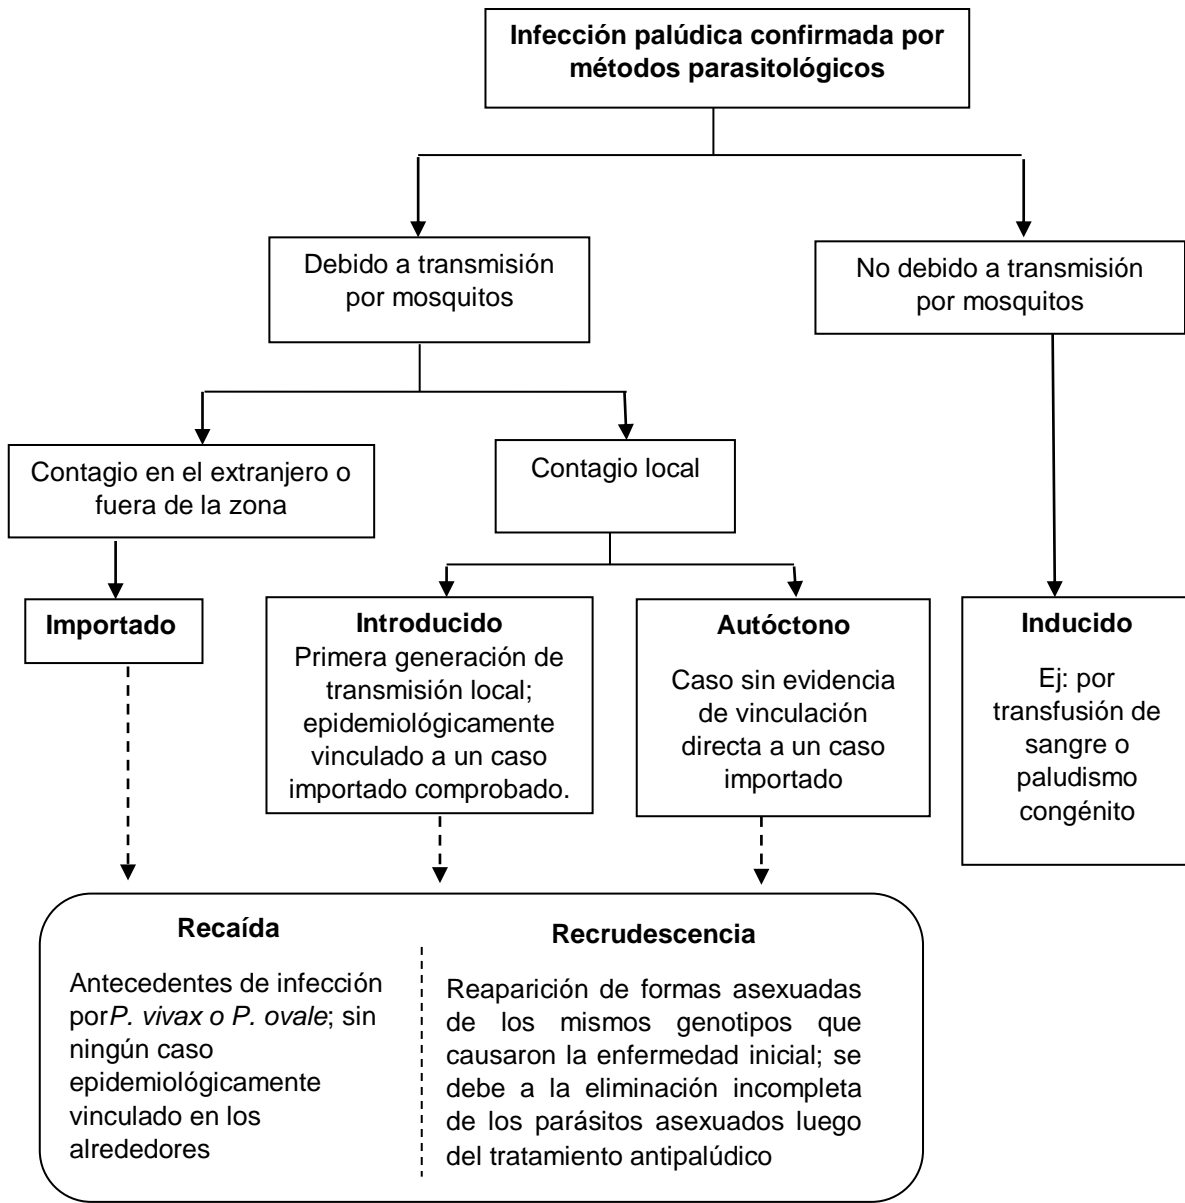 Infección palúdica confirmada por
métodos parasitológicos
Debido a transmisión
por mosquitos
No debido a transmisión
por mosquitos
Contagio en el extranjero o
fuera de la zona
Contagio local
Importado
Introducido
Primera generación de
transmisión local;
epidemiológicamente
vinculado a un caso
importado comprobado.
Autóctono
Caso sin evidencia
de vinculación
directa a un caso
importado
Inducido
Ej: por
transfusión de
sangre o
paludismo
congénito
Recaída
Antecedentes de infección
porP. vivax o P. ovale; sin
ningún caso
epidemiológicamente
vinculado en los
alrededores
Recrudescencia
Reaparición de formas asexuadas
de los mismos genotipos que
causaron la enfermedad inicial; se
debe a la eliminación incompleta
de los parásitos asexuados luego
del tratamiento antipalúdico